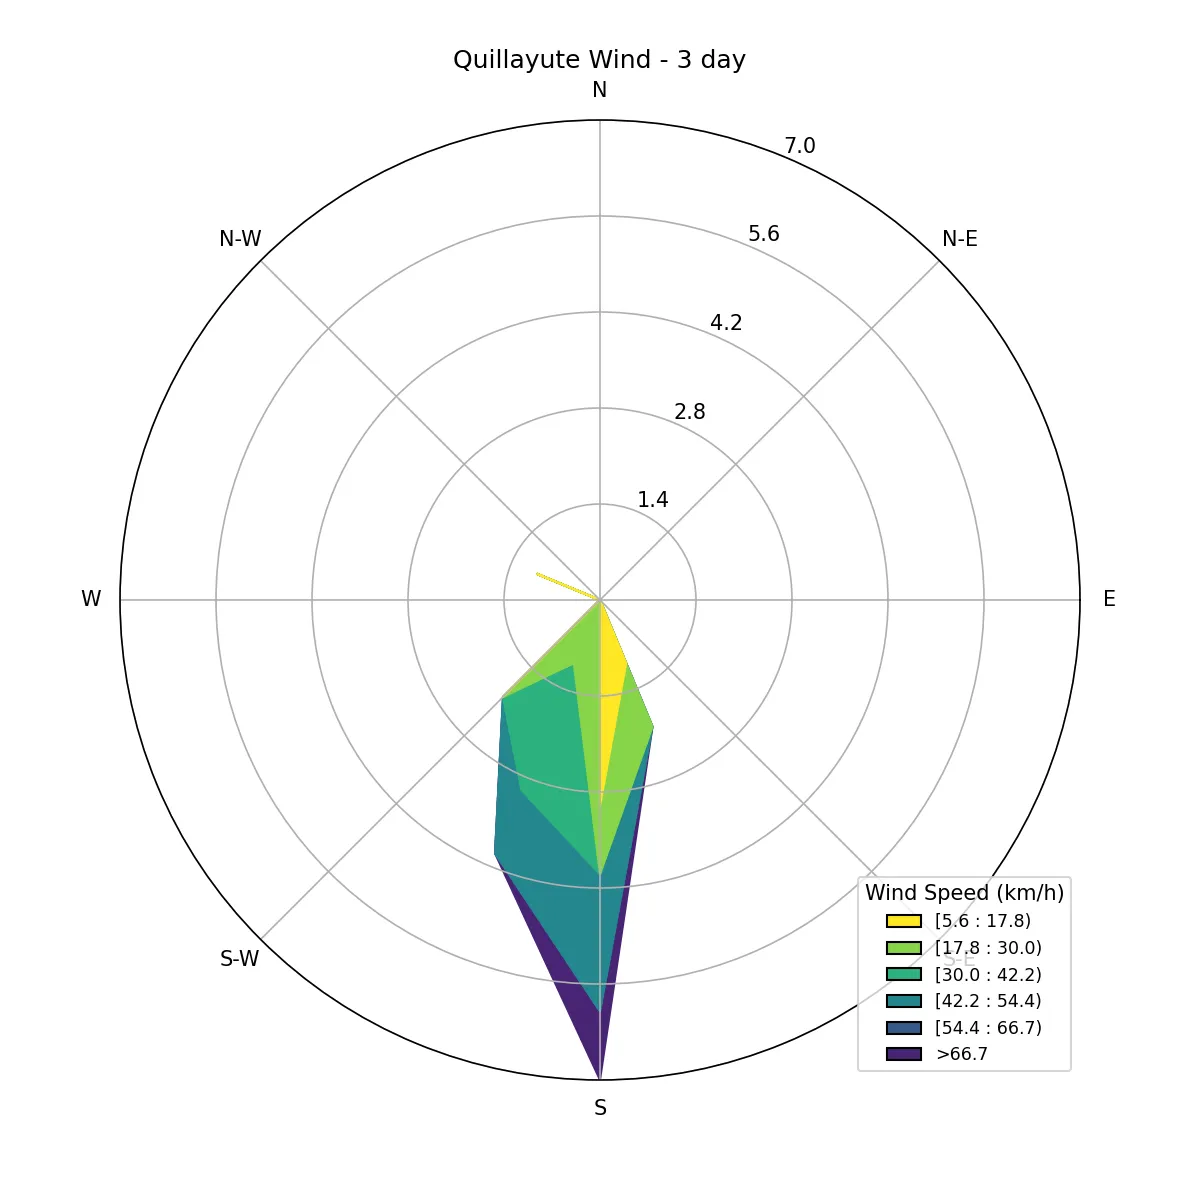 Quillayute Wind - 3 day
N
7.0
N-W
5.6
N-E
4.2
2.8
1.4
W
E
S-W
S-E
S
Wind Speed (km/h)
[5.6 : 17.8)
[17.8 : 30.0)
[30.0 : 42.2)
[42.2 : 54.4)
[54.4 : 66.7)
>66.7